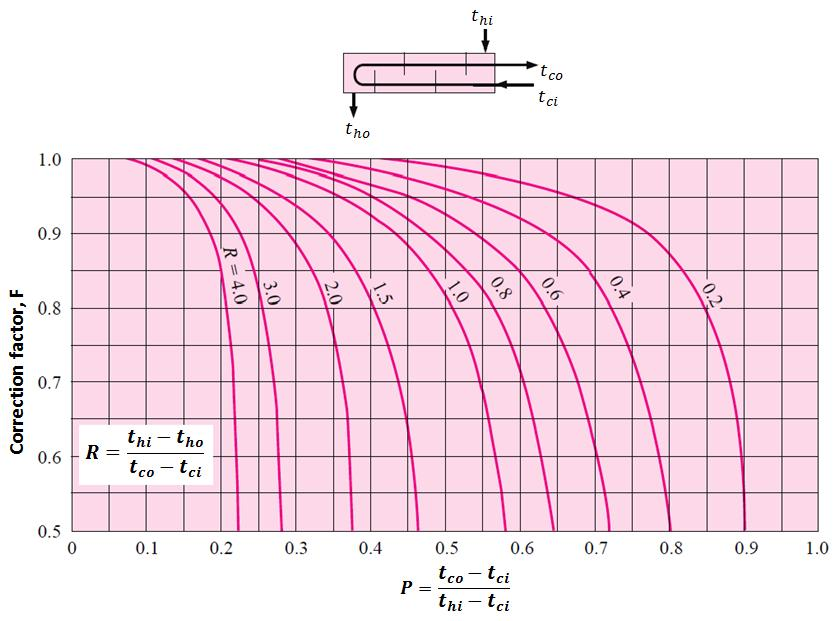 t_hi
t_co
t_ci
t_ho
1.0
0.9
0.8
0.7
0.6
0.5
Correction factor, F
R = 4.0
3.0
2.0
1.5
1.0
0.8
0.6
0.4
0.2
R = (t_hi − t_ho) / (t_co − t_ci)
0 0.1 0.2 0.3 0.4 0.5 0.6 0.7 0.8 0.9 1.0
P = (t_co − t_ci) / (t_hi − t_ci)